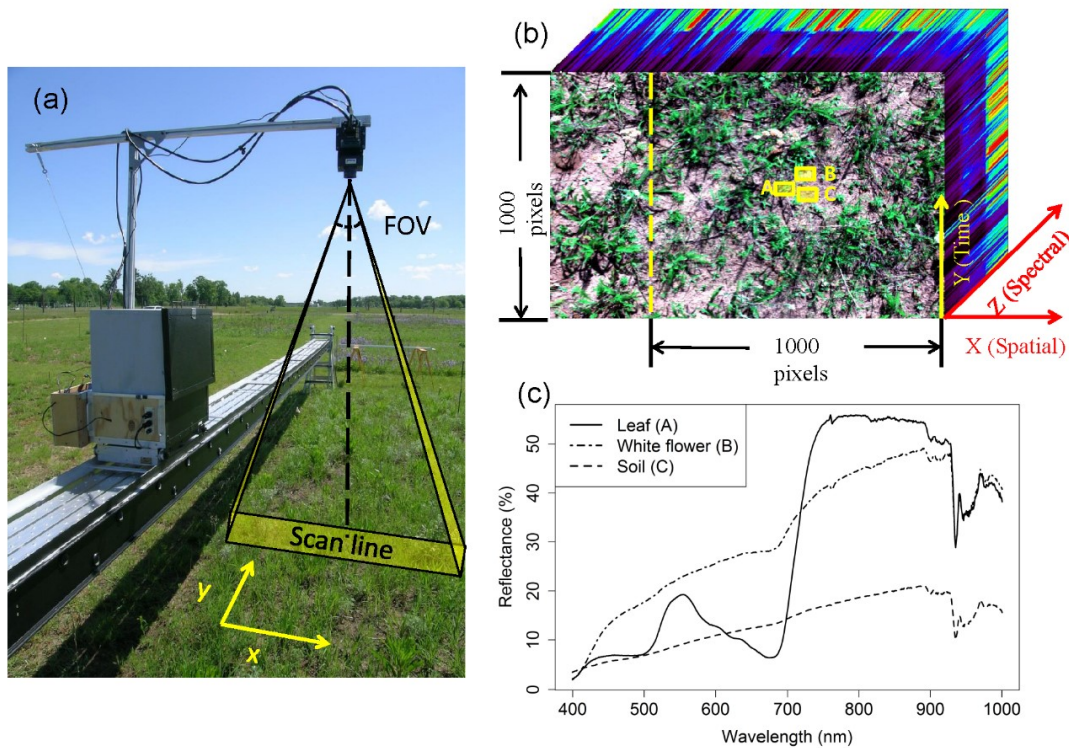 (a)
FOV
Scan line
y
x
(b)
1000
pixels
A
B
C
Y (Time)
Z (Spectral)
X (Spatial)
1000
pixels
(c)
Leaf (A)
White flower (B)
Soil (C)
Reflectance (%)
50
40
30
20
10
0
400 500 600 700 800 900 1000
Wavelength (nm)